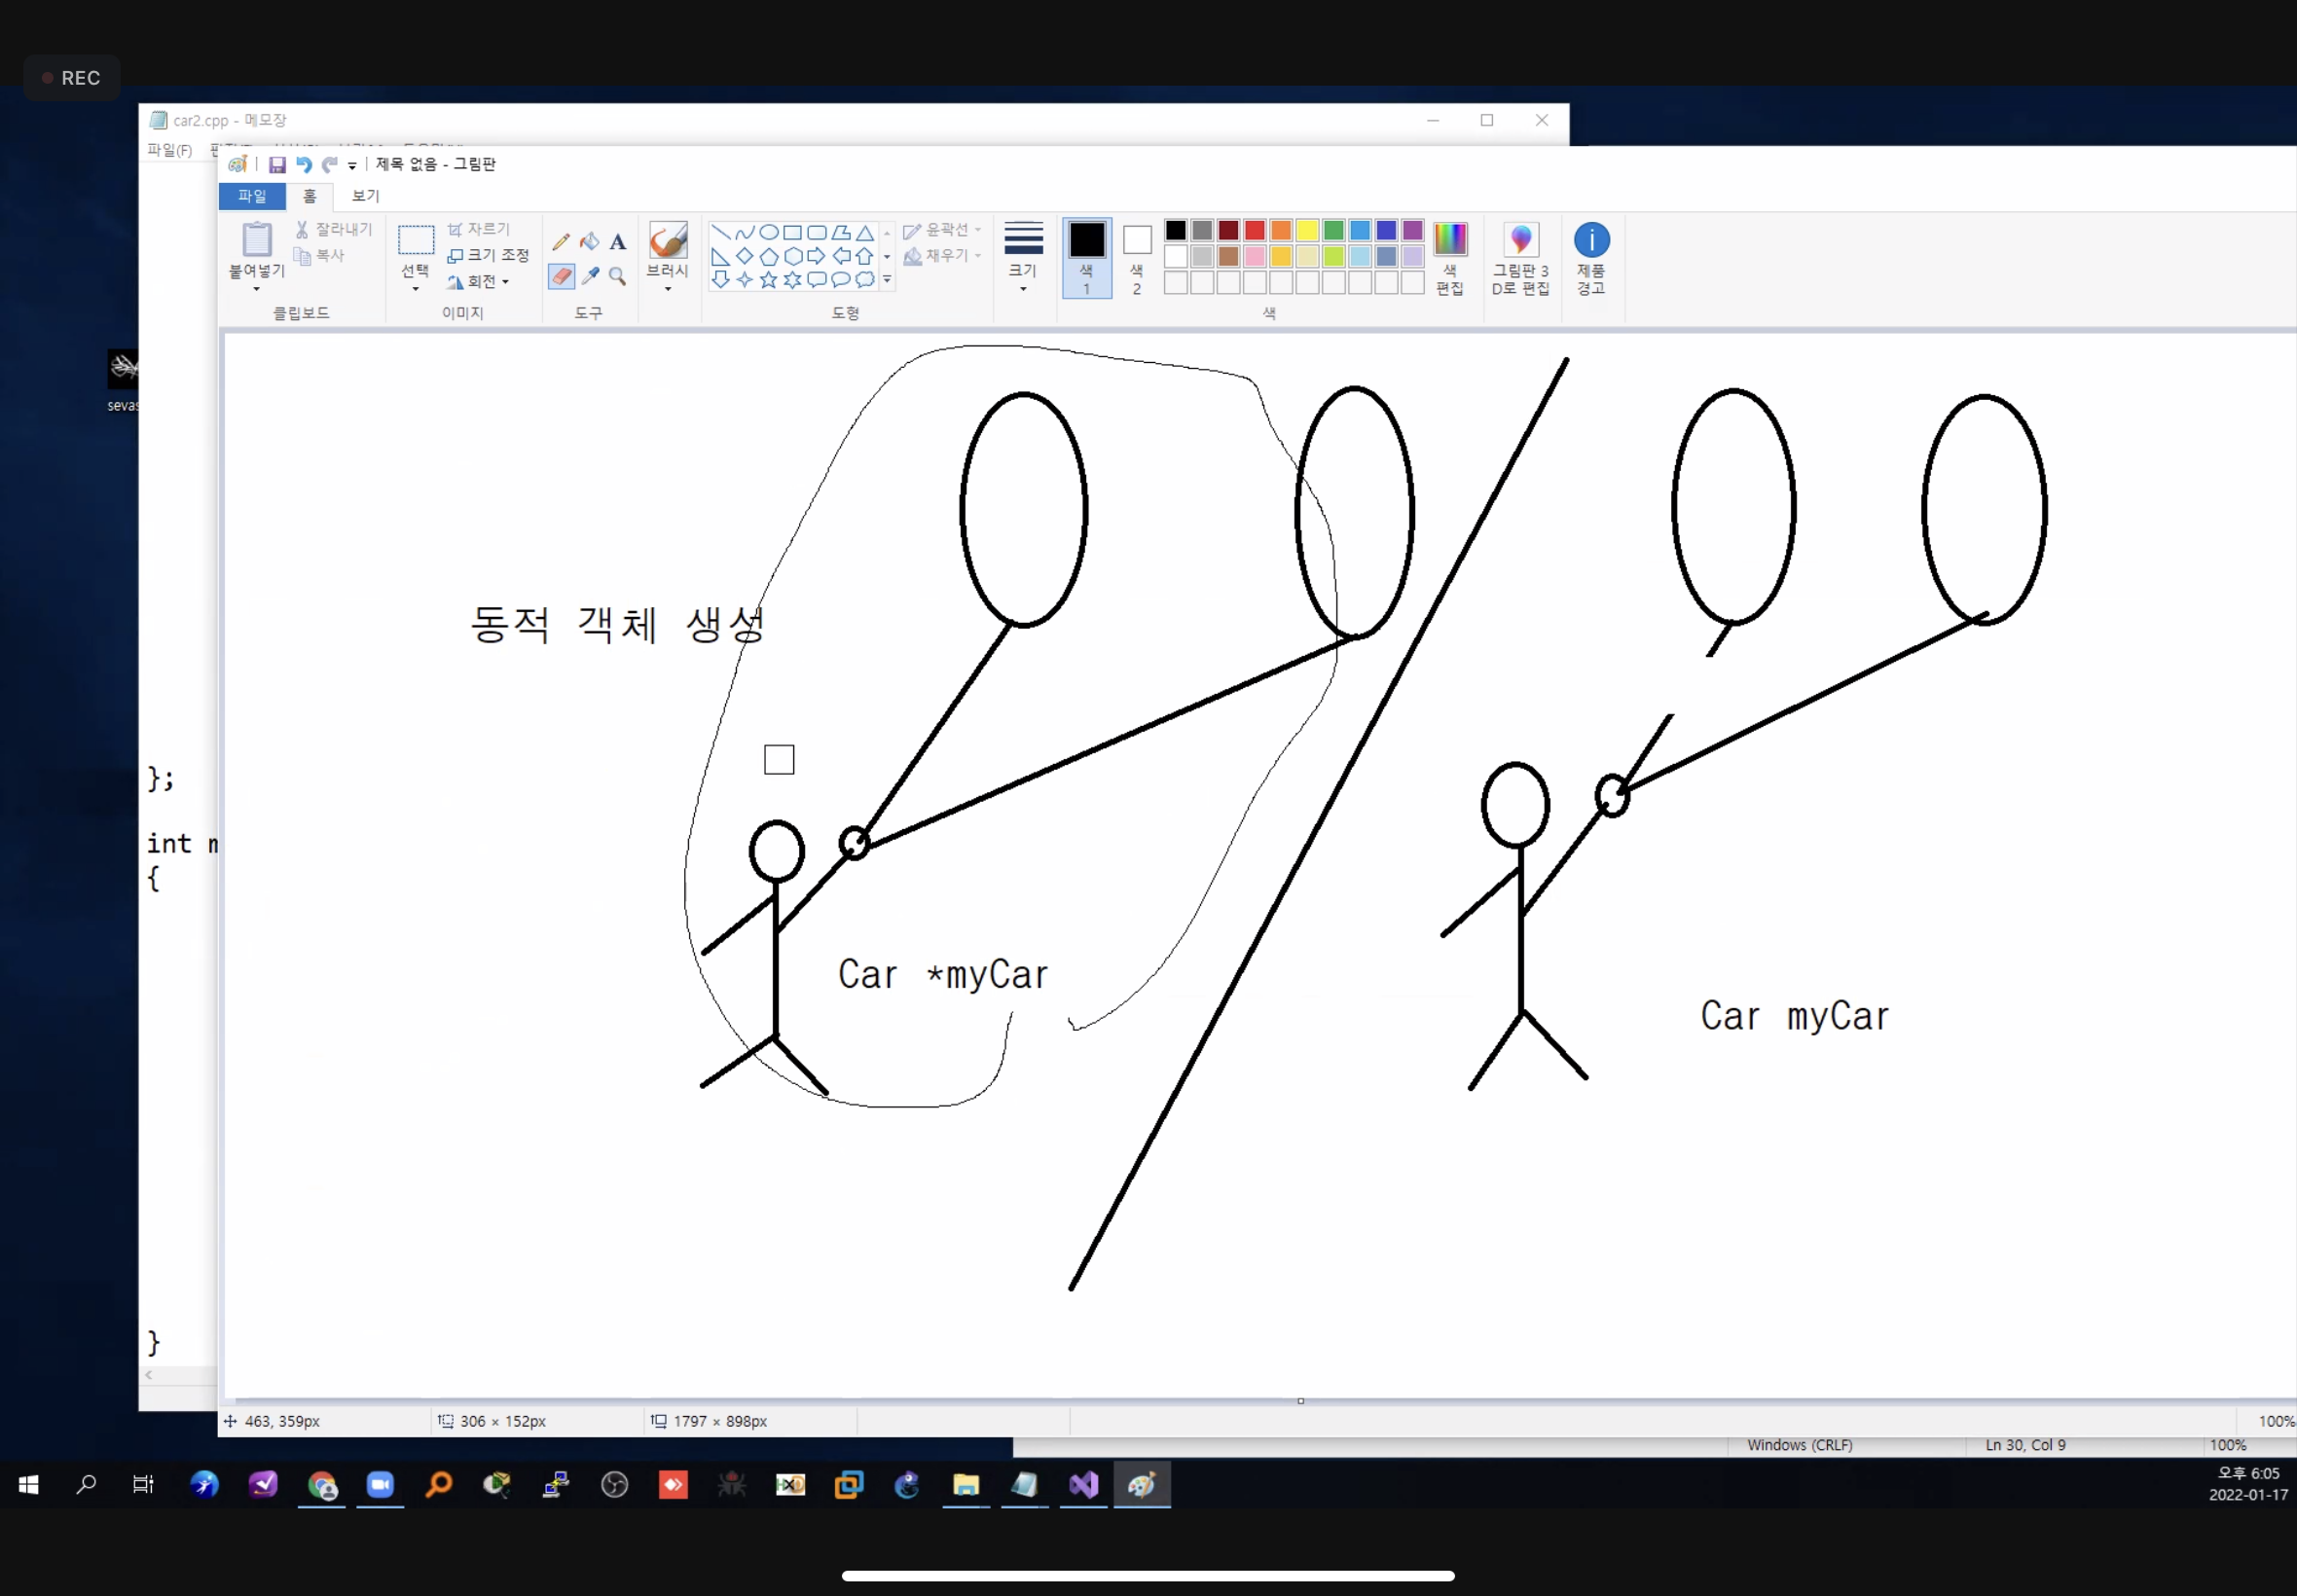 REC
car2.cpp - 메모장
파일(F)
제목 없음 - 그림판
파일 홈 보기
붙여넣기
잘라내기
복사
클립보드
선택
자르기
크기 조정
회전
이미지
A
도구
브러시
윤곽선
채우기
도형
크기
색 1
색 2
색
색 편집
그림판 3D로 편집
제품 경고
sevas
동적 객체 생성
};
int m
{
Car *myCar
Car myCar
}
463, 359px
306 × 152px
1797 × 898px
100%
Windows (CRLF)
Ln 30, Col 9
100%
오후 6:05
2022-01-17